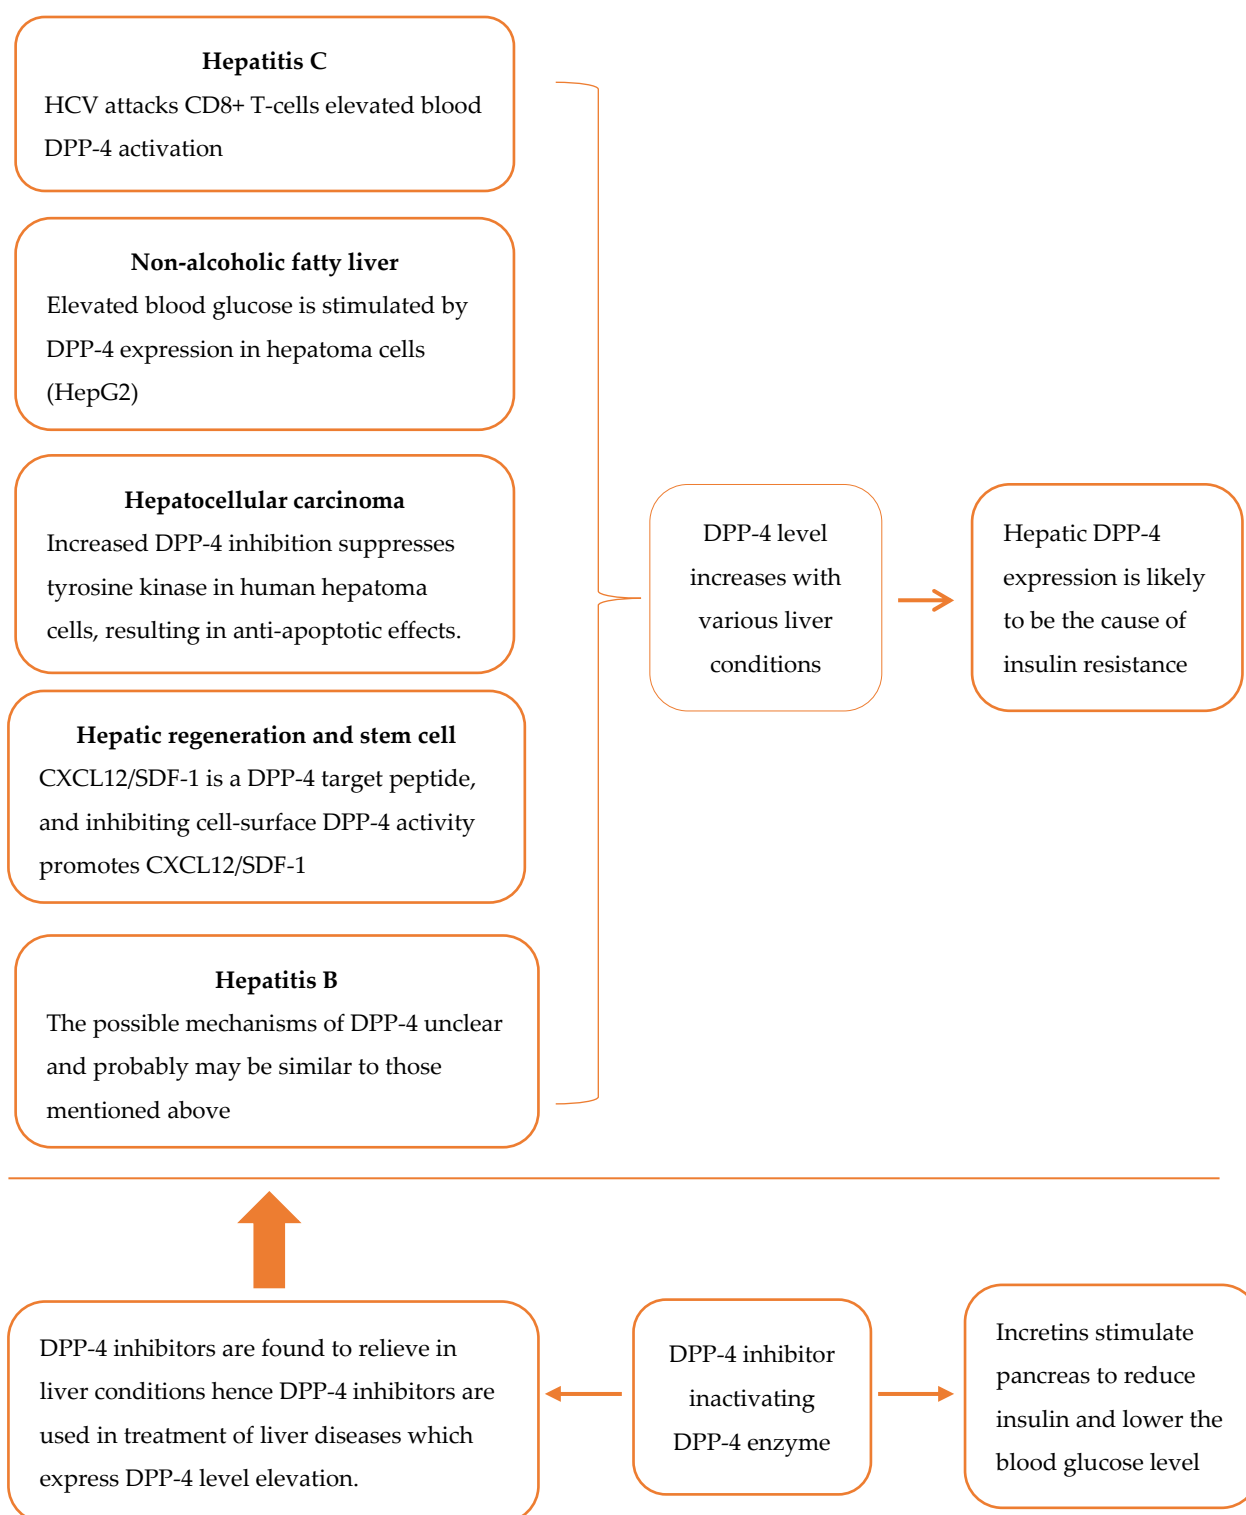 Hepatitis C
HCV attacks CD8+ T-cells elevated blood
DPP-4 activation
Non-alcoholic fatty liver
Elevated blood glucose is stimulated by
DPP-4 expression in hepatoma cells
(HepG2)
Hepatocellular carcinoma
Increased DPP-4 inhibition suppresses
tyrosine kinase in human hepatoma
cells, resulting in anti-apoptotic effects.
Hepatic regeneration and stem cell
CXCL12/SDF-1 is a DPP-4 target peptide,
and inhibiting cell-surface DPP-4 activity
promotes CXCL12/SDF-1
Hepatitis B
The possible mechanisms of DPP-4 unclear
and probably may be similar to those
mentioned above
DPP-4 level
increases with
various liver
conditions
Hepatic DPP-4
expression is likely
to be the cause of
insulin resistance
DPP-4 inhibitors are found to relieve in
liver conditions hence DPP-4 inhibitors are
used in treatment of liver diseases which
express DPP-4 level elevation.
DPP-4 inhibitor
inactivating
DPP-4 enzyme
Incretins stimulate
pancreas to reduce
insulin and lower the
blood glucose level